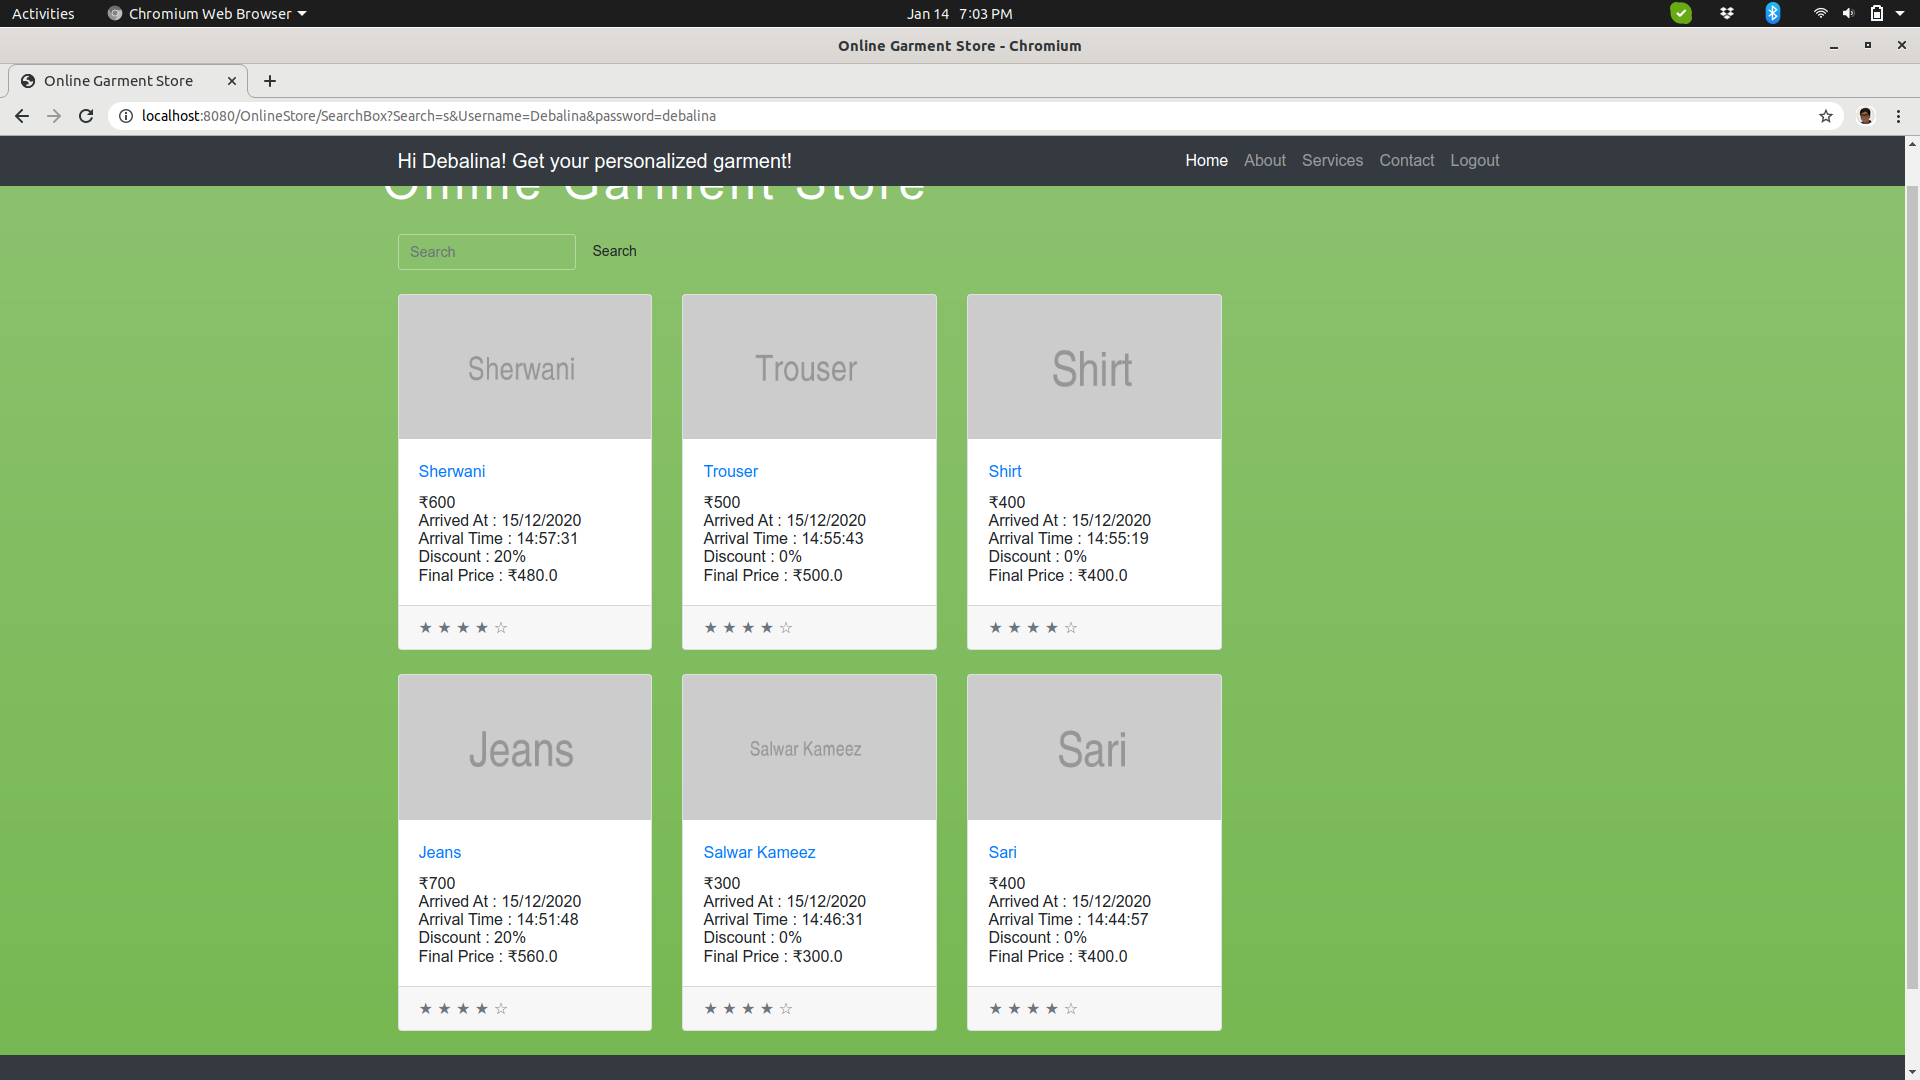 Activities Chromium Web Browser Jan 14 7:03 PM
Online Garment Store - Chromium
Online Garment Store
localhost:8080/OnlineStore/SearchBox?Search=s&Username=Debalina&password=debalina
Hi Debalina! Get your personalized garment! Home About Services Contact Logout
Online Garment Store
Search Search
Sherwani Trouser Shirt
Sherwani Trouser Shirt
₹600 ₹500 ₹400
Arrived At : 15/12/2020 Arrived At : 15/12/2020 Arrived At : 15/12/2020
Arrival Time : 14:57:31 Arrival Time : 14:55:43 Arrival Time : 14:55:19
Discount : 20% Discount : 0% Discount : 0%
Final Price : ₹480.0 Final Price : ₹500.0 Final Price : ₹400.0
★ ★ ★ ★ ☆ ★ ★ ★ ★ ☆ ★ ★ ★ ★ ☆
Jeans Salwar Kameez Sari
Jeans Salwar Kameez Sari
₹700 ₹300 ₹400
Arrived At : 15/12/2020 Arrived At : 15/12/2020 Arrived At : 15/12/2020
Arrival Time : 14:51:48 Arrival Time : 14:46:31 Arrival Time : 14:44:57
Discount : 20% Discount : 0% Discount : 0%
Final Price : ₹560.0 Final Price : ₹300.0 Final Price : ₹400.0
★ ★ ★ ★ ☆ ★ ★ ★ ★ ☆ ★ ★ ★ ★ ☆